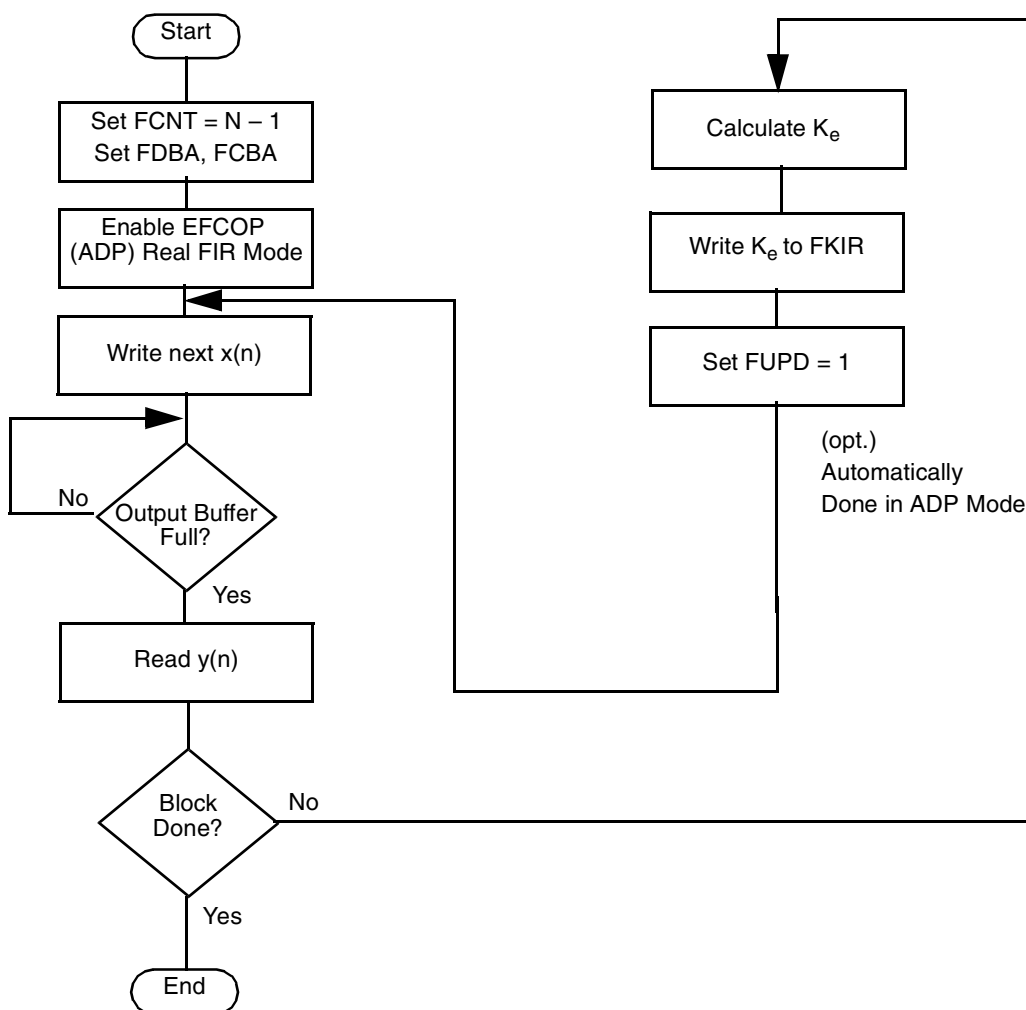 Start
Set FCNT = N – 1
Set FDBA, FCBA
Enable EFCOP
(ADP) Real FIR Mode
Write next x(n)
No
Output Buffer
Full?
Yes
Read y(n)
Block
Done?
No
Yes
End
Calculate Ke
Write Ke to FKIR
Set FUPD = 1
(opt.)
Automatically
Done in ADP Mode